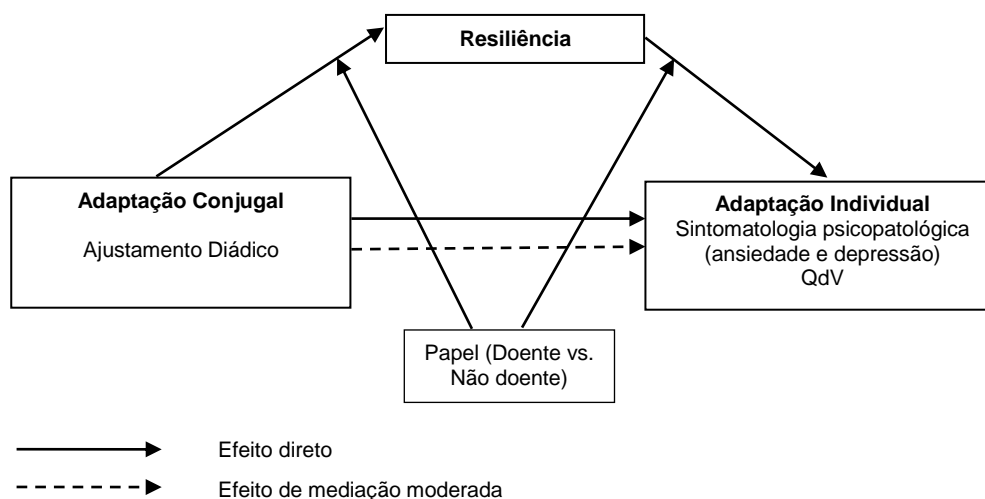 Resiliência
Adaptação Conjugal
Ajustamento Diádico
Adaptação Individual
Sintomatologia psicopatológica
(ansiedade e depressão)
QdV
Papel (Doente vs.
Não doente)
Efeito direto
Efeito de mediação moderada